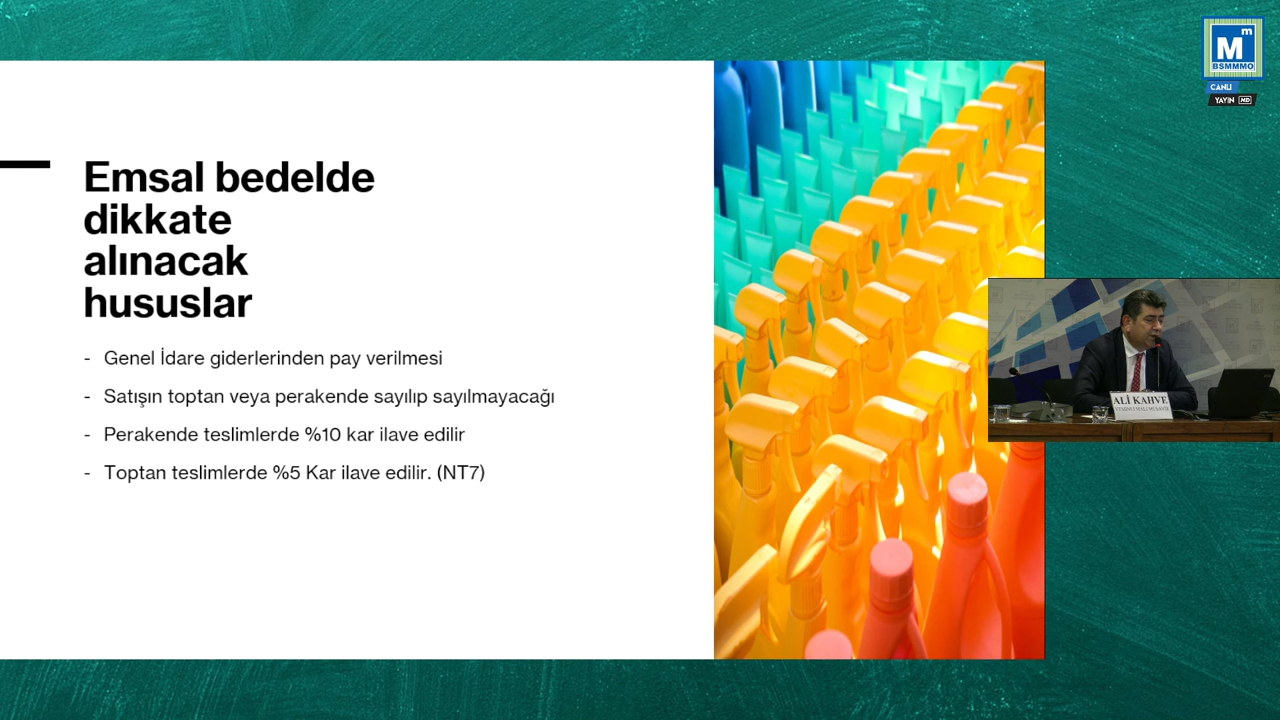 M m
BSMMMO
CANLI
YAYIN HD
Emsal bedelde
dikkate
alınacak
hususlar
- Genel İdare giderlerinden pay verilmesi
- Satışın toptan veya perakende sayılıp sayılmayacağı
- Perakende teslimlerde %10 kar ilave edilir
- Toptan teslimlerde %5 Kar ilave edilir. (NT7)
ALİ KAHVE